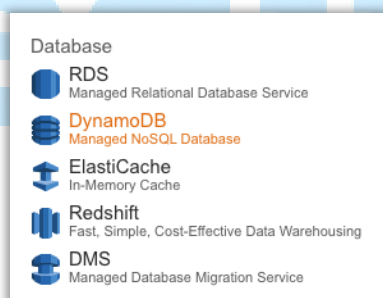 Database
RDS
Managed Relational Database Service
DynamoDB
Managed NoSQL Database
ElastiCache
In-Memory Cache
Redshift
Fast, Simple, Cost-Effective Data Warehousing
DMS
Managed Database Migration Service